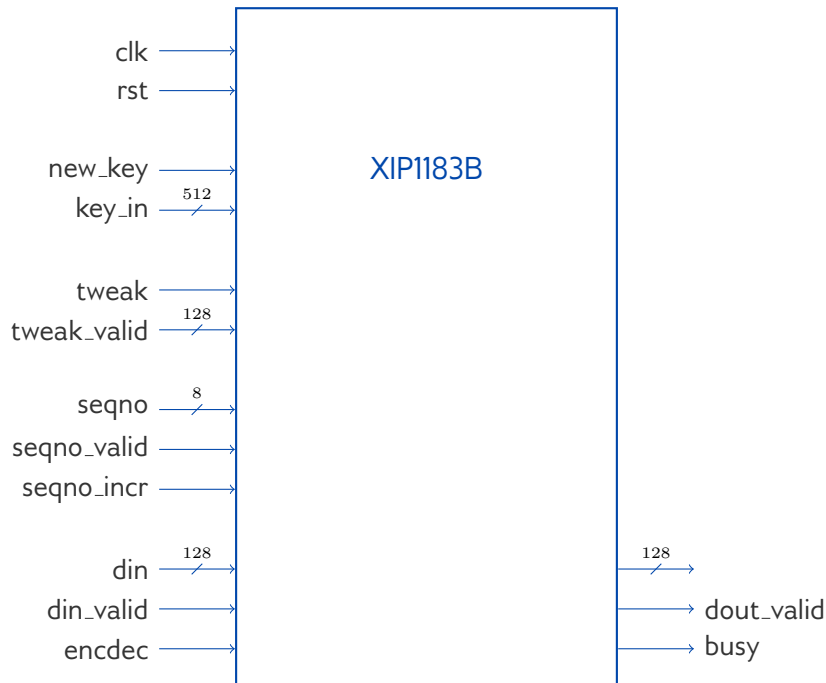 clk
rst
new_key
XIP1183B
512
key_in
tweak
128
tweak_valid
8
seqno
seqno_valid
seqno_incr
128
128
din
din_valid
dout_valid
encdec
busy